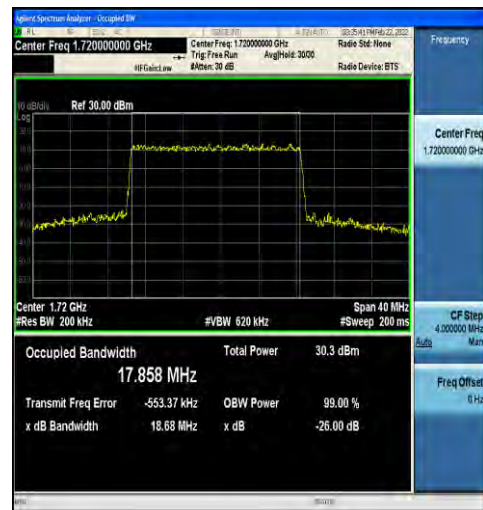 Agilent Spectrum Analyzer - Occupied BW
Center Freq 1.720000000 GHz
Center Freq: 1.720000000 GHz
Radio Std: None
Frequency
Trig: Free Run
Avg|Hold: 30/30
#IFGain:Low
#Atten: 30 dB
Radio Device: BTS
10 dB/div
Ref 30.00 dBm
Log
Center Freq
1.720000000 GHz
Center 1.72 GHz
Span 40 MHz
#Res BW 200 kHz
#VBW 620 kHz
#Sweep 200 ms
CF Step
4.000000 MHz
Auto
Man
Occupied Bandwidth
Total Power
30.3 dBm
17.858 MHz
Freq Offset
0 Hz
Transmit Freq Error
-553.37 kHz
OBW Power
99.00 %
x dB Bandwidth
18.68 MHz
x dB
-26.00 dB